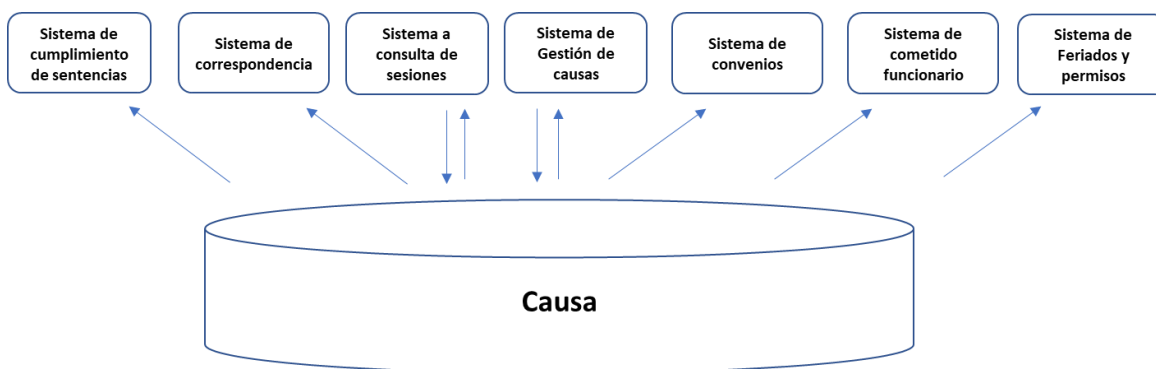 Sistema de
cumplimiento
de sentencias
Sistema de
correspondencia
Sistema a
consulta de
sesiones
Sistema de
Gestión de
causas
Sistema de
convenios
Sistema de
cometido
funcionario
Sistema de
Feriados y
permisos
Causa